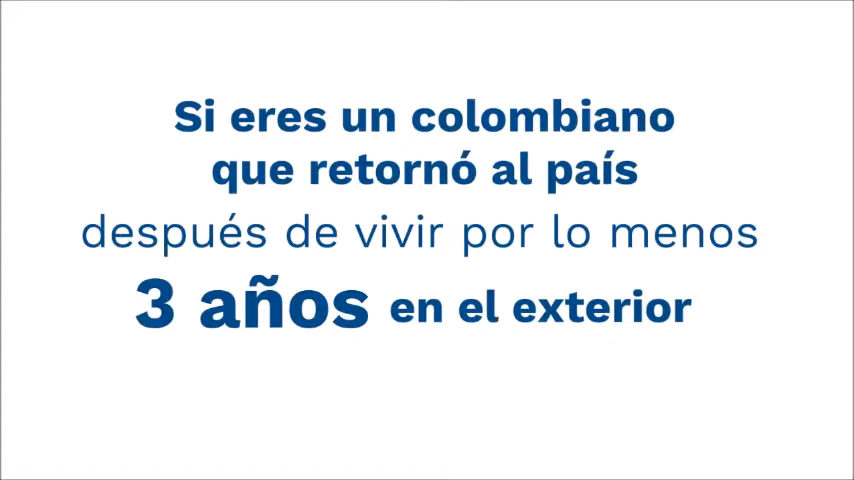 Si eres un colombiano
que retornó al país
después de vivir por lo menos
3 años en el exterior